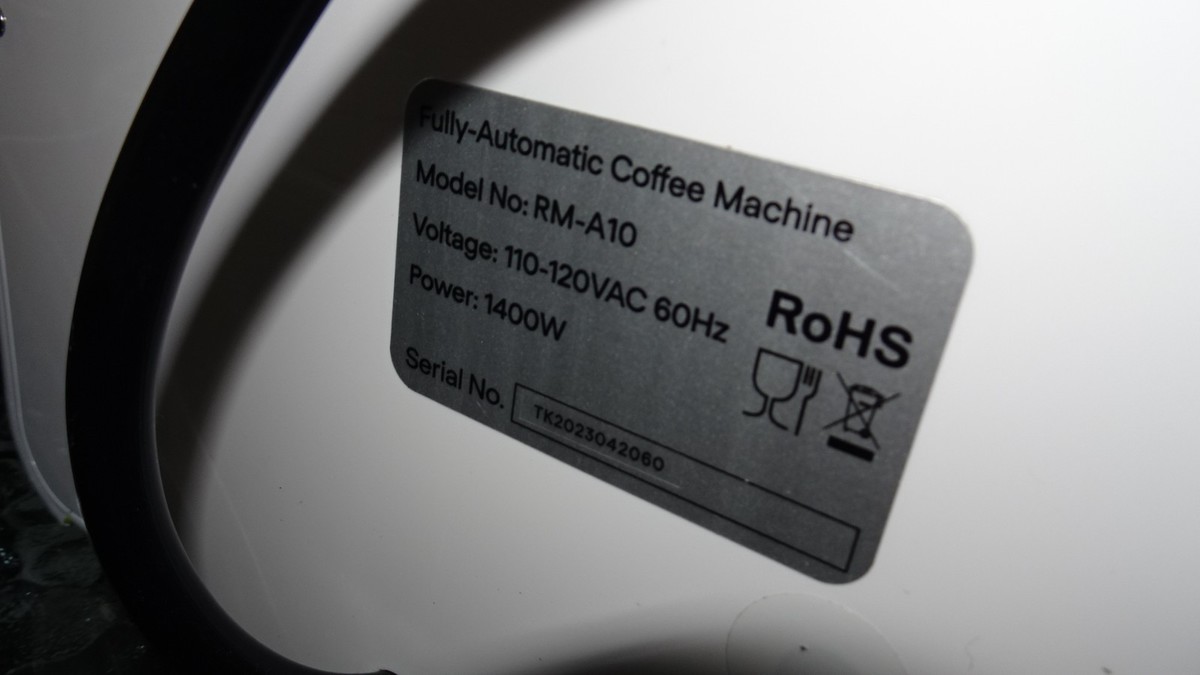 Fully-Automatic Coffee Machine
Model No: RM-A10
Voltage: 110-120VAC 60Hz
Power: 1400W
RoHS
Serial No. TK2023042060